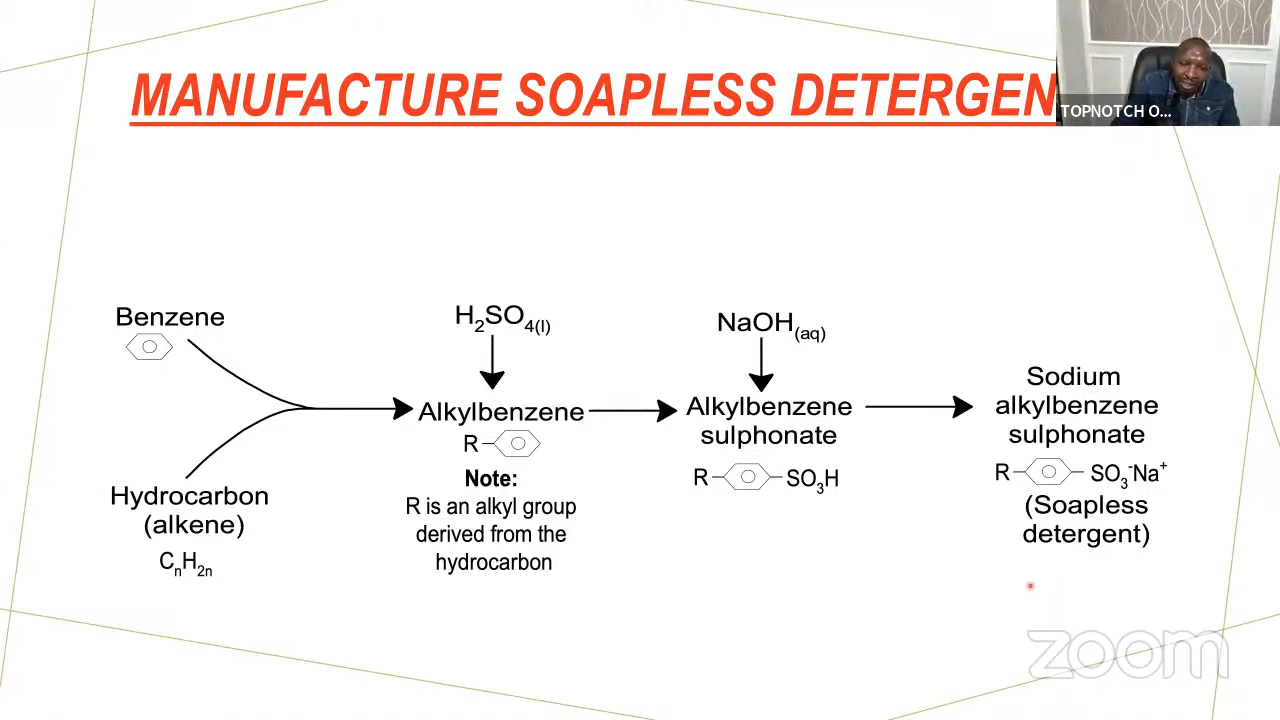 MANUFACTURE SOAPLESS DETERGEN
TOPNOTCH O...
Benzene
H₂SO₄(l)
NaOH(aq)
Alkylbenzene
R
Note:
R is an alkyl group
derived from the
hydrocarbon
Alkylbenzene
sulphonate
R SO₃H
Sodium
alkylbenzene
sulphonate
R SO₃⁻Na⁺
(Soapless
detergent)
Hydrocarbon
(alkene)
CₙH₂ₙ
zoom